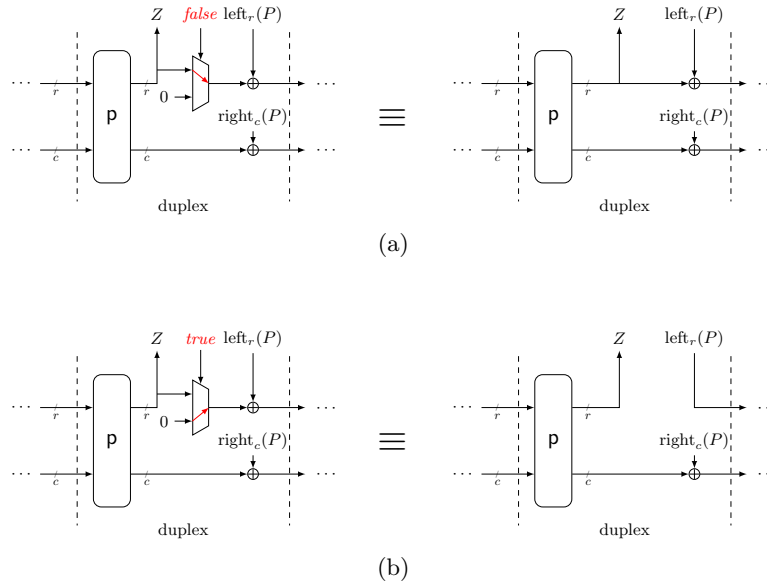 Z false left_r(P) Z left_r(P)
··· r r ··· ··· r r ···
p 0 right_c(P) ≡ p right_c(P)
··· c c ··· ··· c c ···
duplex duplex
(a)
Z true left_r(P) Z left_r(P)
··· r r ··· ··· r r ···
p 0 right_c(P) ≡ p right_c(P)
··· c c ··· ··· c c ···
duplex duplex
(b)